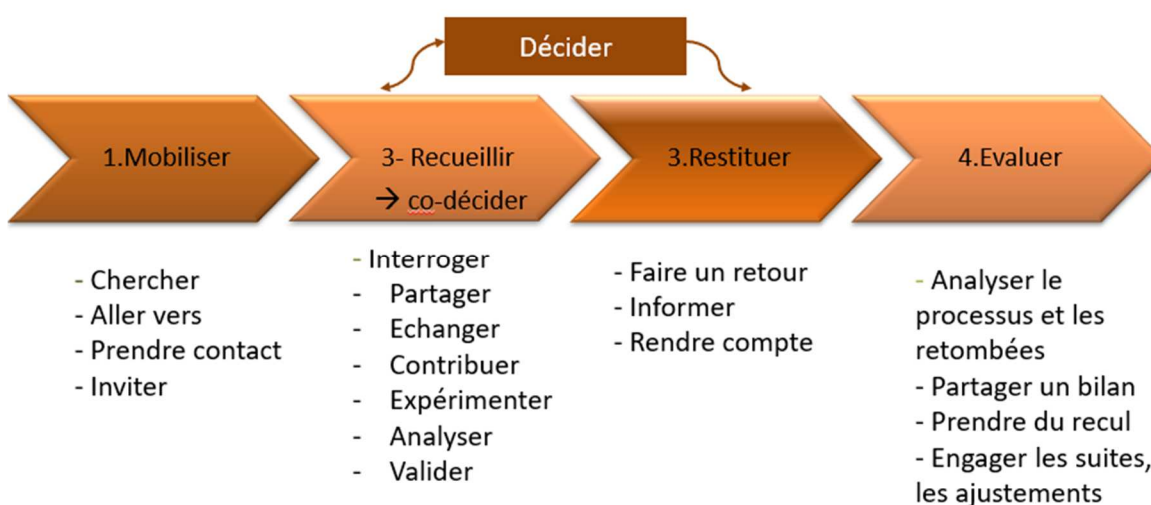 Décider
1.Mobiliser
3- Recueillir
→ co-décider
3.Restituer
4.Evaluer
- Chercher
- Aller vers
- Prendre contact
- Inviter
- Interroger
- Partager
- Echanger
- Contribuer
- Expérimenter
- Analyser
- Valider
- Faire un retour
- Informer
- Rendre compte
- Analyser le
processus et les
retombées
- Partager un bilan
- Prendre du recul
- Engager les suites,
les ajustements